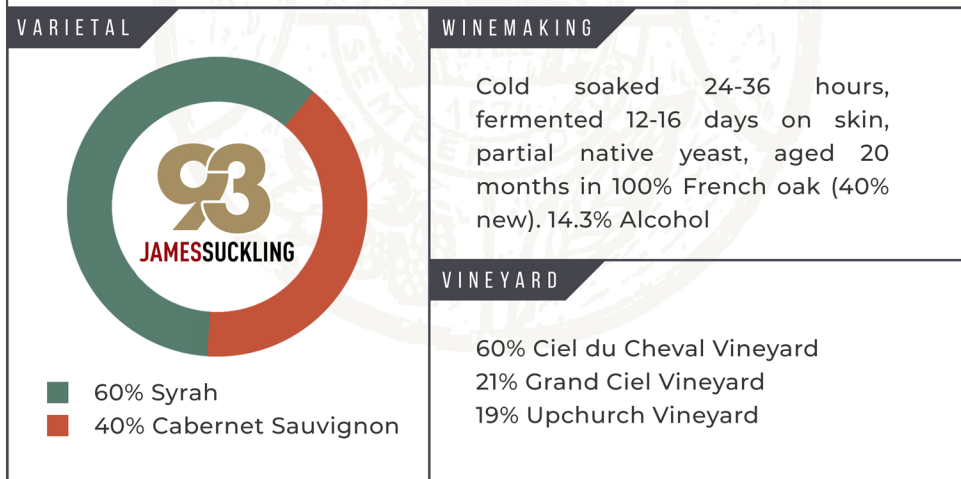 VARIETAL
93
JAMESSUCKLING
60% Syrah
40% Cabernet Sauvignon
WINEMAKING
Cold soaked 24-36 hours,
fermented 12-16 days on skin,
partial native yeast, aged 20
months in 100% French oak (40%
new). 14.3% Alcohol
VINEYARD
60% Ciel du Cheval Vineyard
21% Grand Ciel Vineyard
19% Upchurch Vineyard